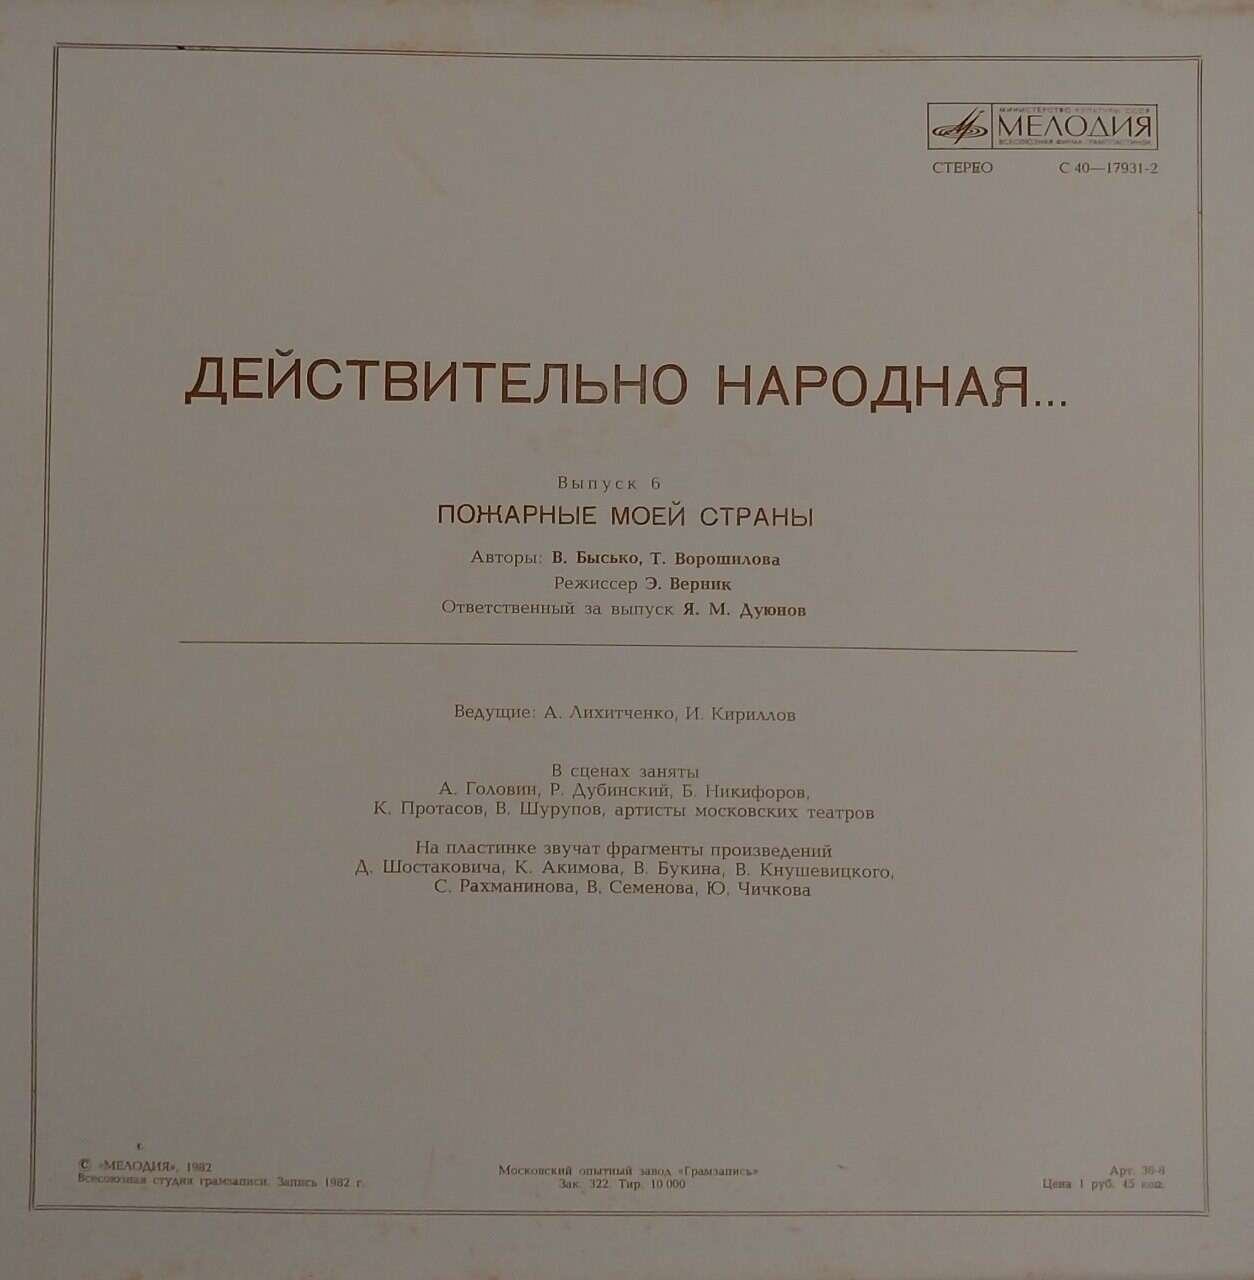 МИНИСТЕРСТВО КУЛЬТУРЫ СССР
МЕЛОДИЯ
ВСЕСОЮЗНАЯ ФИРМА ГРАМПЛАСТИНОК
СТЕРЕО С 40—17931-2
ДЕЙСТВИТЕЛЬНО НАРОДНАЯ...
Выпуск 6
ПОЖАРНЫЕ МОЕЙ СТРАНЫ
Авторы: В. Бысько, Т. Ворошилова
Режиссер Э. Верник
Ответственный за выпуск Я. М. Дуюнов
Ведущие: А. Лихитченко, И. Кириллов
В сценах заняты
А. Головин, Р. Дубинский, Б. Никифоров,
К. Протасов, В. Шурупов, артисты московских театров
На пластинке звучат фрагменты произведений
Д. Шостаковича, К. Акимова, В. Букина, В. Кнушевицкого,
С. Рахманинова, В. Семенова, Ю. Чичкова
© «МЕЛОДИЯ», 1982
Всесоюзная студия грамзаписи. Запись 1982 г.
Московский опытный завод «Грамзапись»
Зак. 322. Тир. 10 000
Арт. 36-8
Цена 1 руб. 45 коп.